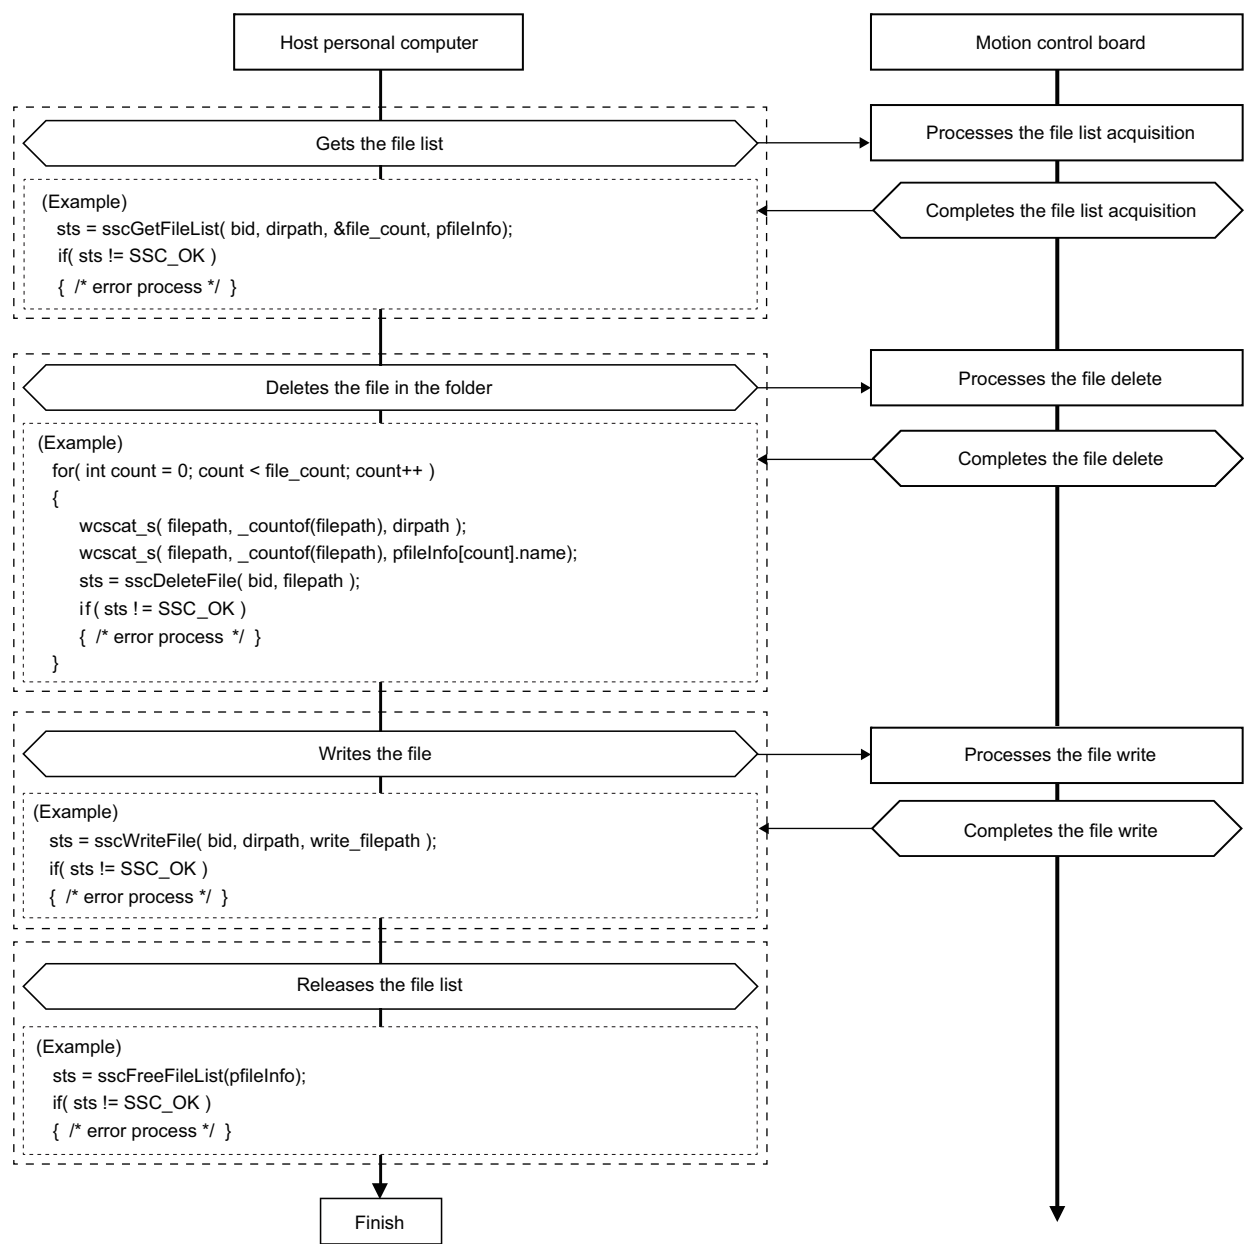 Host personal computer
Motion control board
Gets the file list
Processes the file list acquisition
(Example)
sts = sscGetFileList( bid, dirpath, &file_count, pfileInfo);
if( sts != SSC_OK )
{ /* error process */ }
Completes the file list acquisition
Deletes the file in the folder
Processes the file delete
(Example)
for( int count = 0; count < file_count; count++ )
{
wcscat_s( filepath, _countof(filepath), dirpath );
wcscat_s( filepath, _countof(filepath), pfileInfo[count].name);
sts = sscDeleteFile( bid, filepath );
if( sts != SSC_OK )
{ /* error process */ }
}
Completes the file delete
Writes the file
Processes the file write
(Example)
sts = sscWriteFile( bid, dirpath, write_filepath );
if( sts != SSC_OK )
{ /* error process */ }
Completes the file write
Releases the file list
(Example)
sts = sscFreeFileList(pfileInfo);
if( sts != SSC_OK )
{ /* error process */ }
Finish